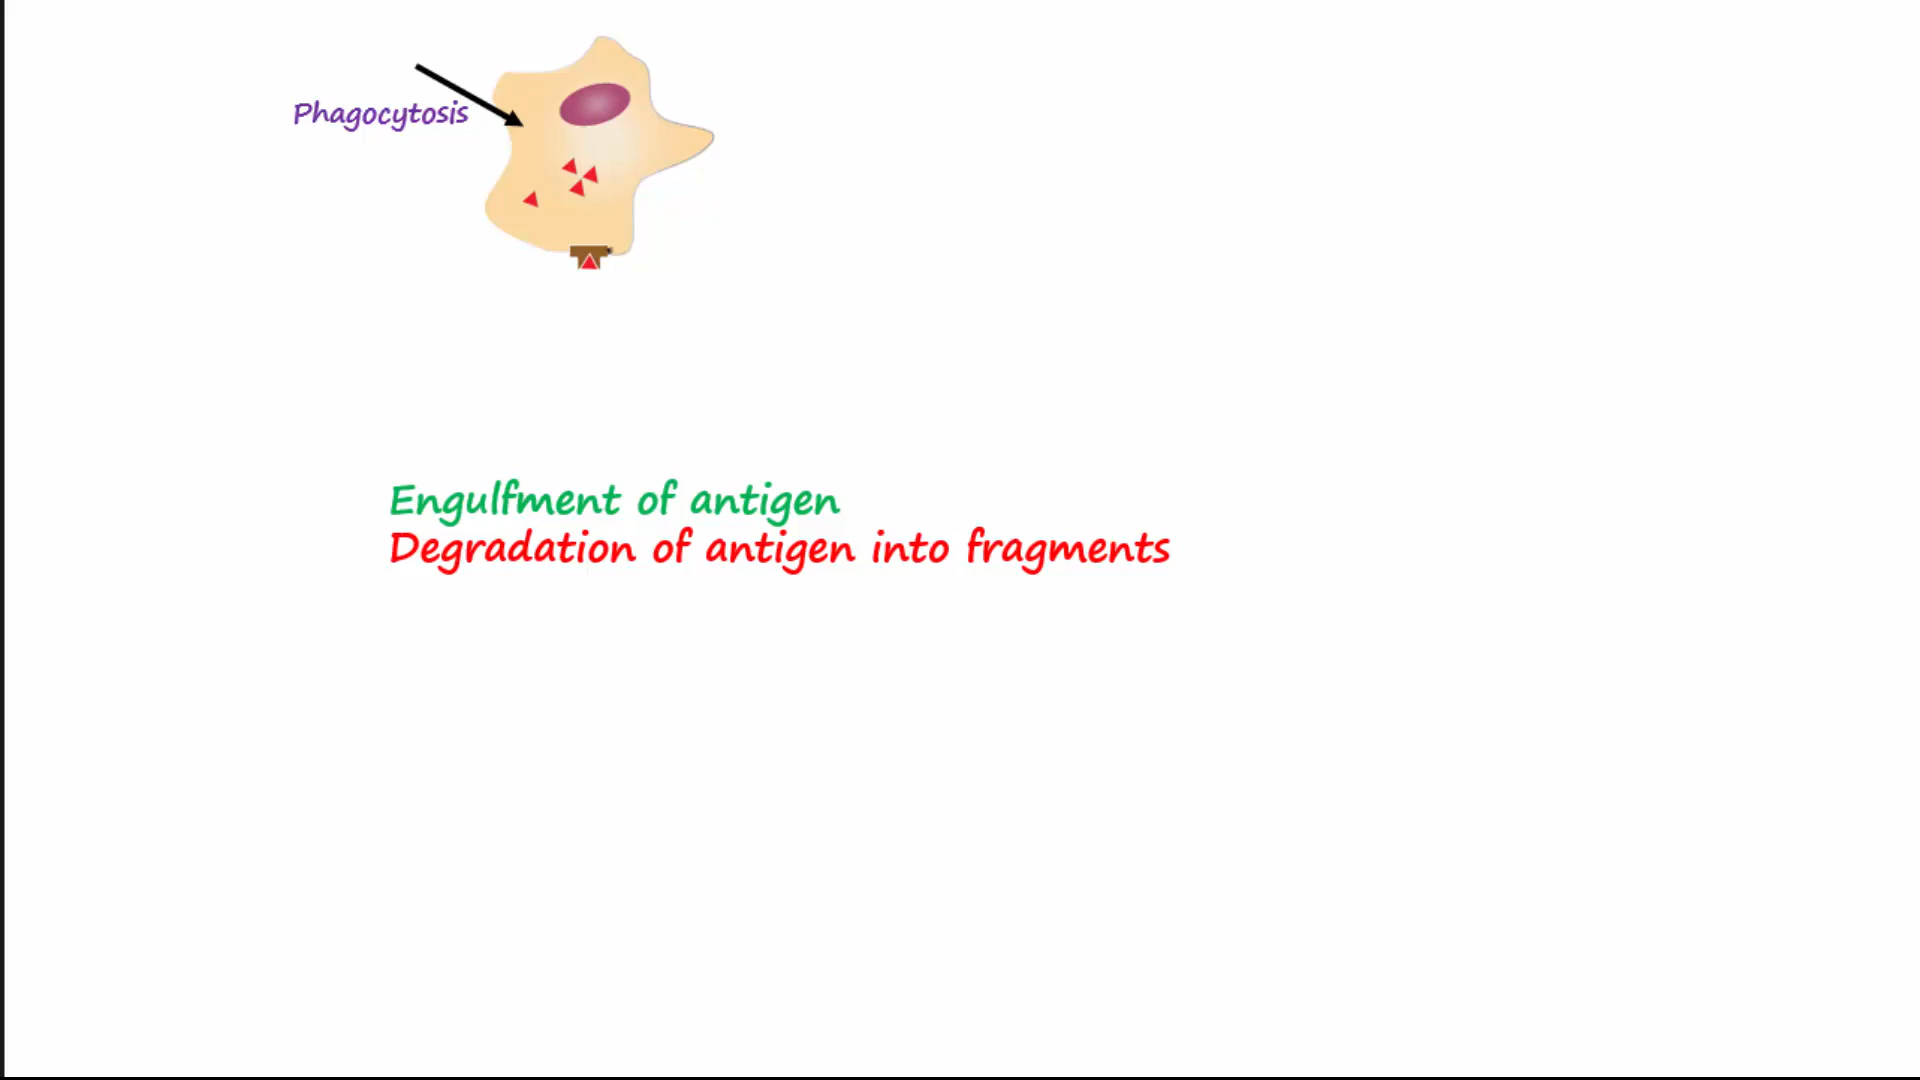 Phagocytosis
Engulfment of antigen
Degradation of antigen into fragments